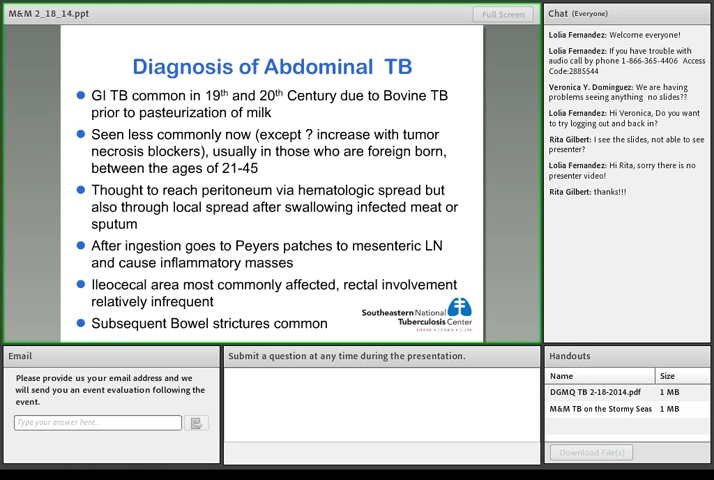 M&M 2_18_14.ppt
Full Screen
Diagnosis of Abdominal TB
GI TB common in 19th and 20th Century due to Bovine TB
prior to pasteurization of milk
Seen less commonly now (except ? increase with tumor
necrosis blockers), usually in those who are foreign born,
between the ages of 21-45
Thought to reach peritoneum via hematologic spread but
also through local spread after swallowing infected meat or
sputum
After ingestion goes to Peyers patches to mesenteric LN
and cause inflammatory masses
Ileocecal area most commonly affected, rectal involvement
relatively infrequent
Subsequent Bowel strictures common
Southeastern National
Tuberculosis Center
Chat (Everyone)
Lolia Fernandez: Welcome everyone!
Lolia Fernandez: If you have trouble with
audio call by phone 1-866-365-4406 Access
Code:2885544
Veronica Y. Dominguez: We are having
problems seeing anything no slides??
Lolia Fernandez: Hi Veronica, Do you want
to try logging out and back in?
Rita Gilbert: I see the slides, not able to see
presenter?
Lolia Fernandez: Hi Rita, sorry there is no
presenter video!
Rita Gilbert: thanks!!!
Email
Please provide us your email address and we
will send you an event evaluation following the
event.
Type your answer here...
Submit a question at any time during the presentation.
Handouts
Name Size
DGMQ TB 2-18-2014.pdf 1 MB
M&M TB on the Stormy Seas 1 MB
Download File(s)